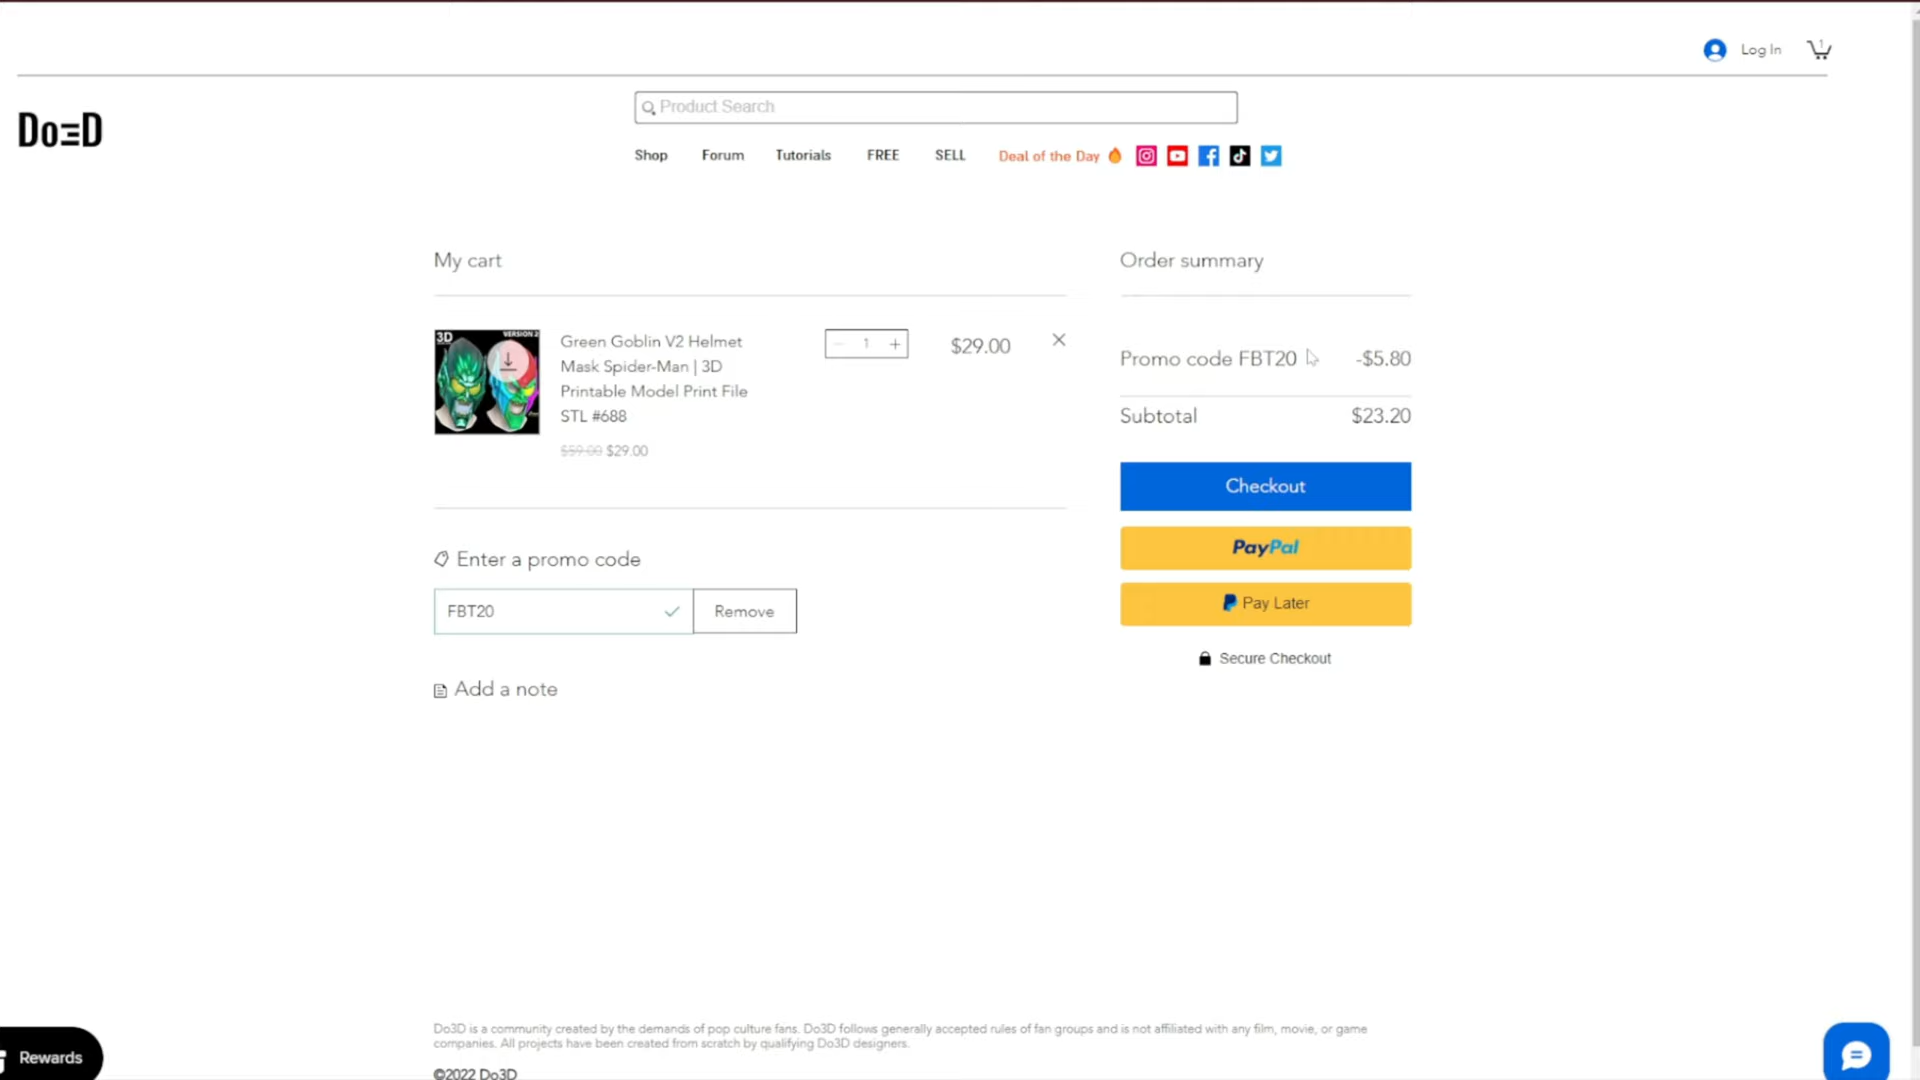 Log In
1
Do3D
Product Search
Shop
Forum
Tutorials
FREE
SELL
Deal of the Day
My cart
Order summary
3D
VERSION 2
Green Goblin V2 Helmet
Mask Spider-Man | 3D
Printable Model Print File
STL #688
$59.00 $29.00
− 1 +
$29.00
Promo code FBT20
-$5.80
Subtotal
$23.20
Checkout
PayPal
Pay Later
Secure Checkout
Enter a promo code
FBT20
Remove
Add a note
Do3D is a community created by the demands of pop culture fans. Do3D follows generally accepted rules of fan groups and is not affiliated with any film, movie, or game
companies. All projects have been created from scratch by qualifying Do3D designers.
©2022 Do3D
Rewards